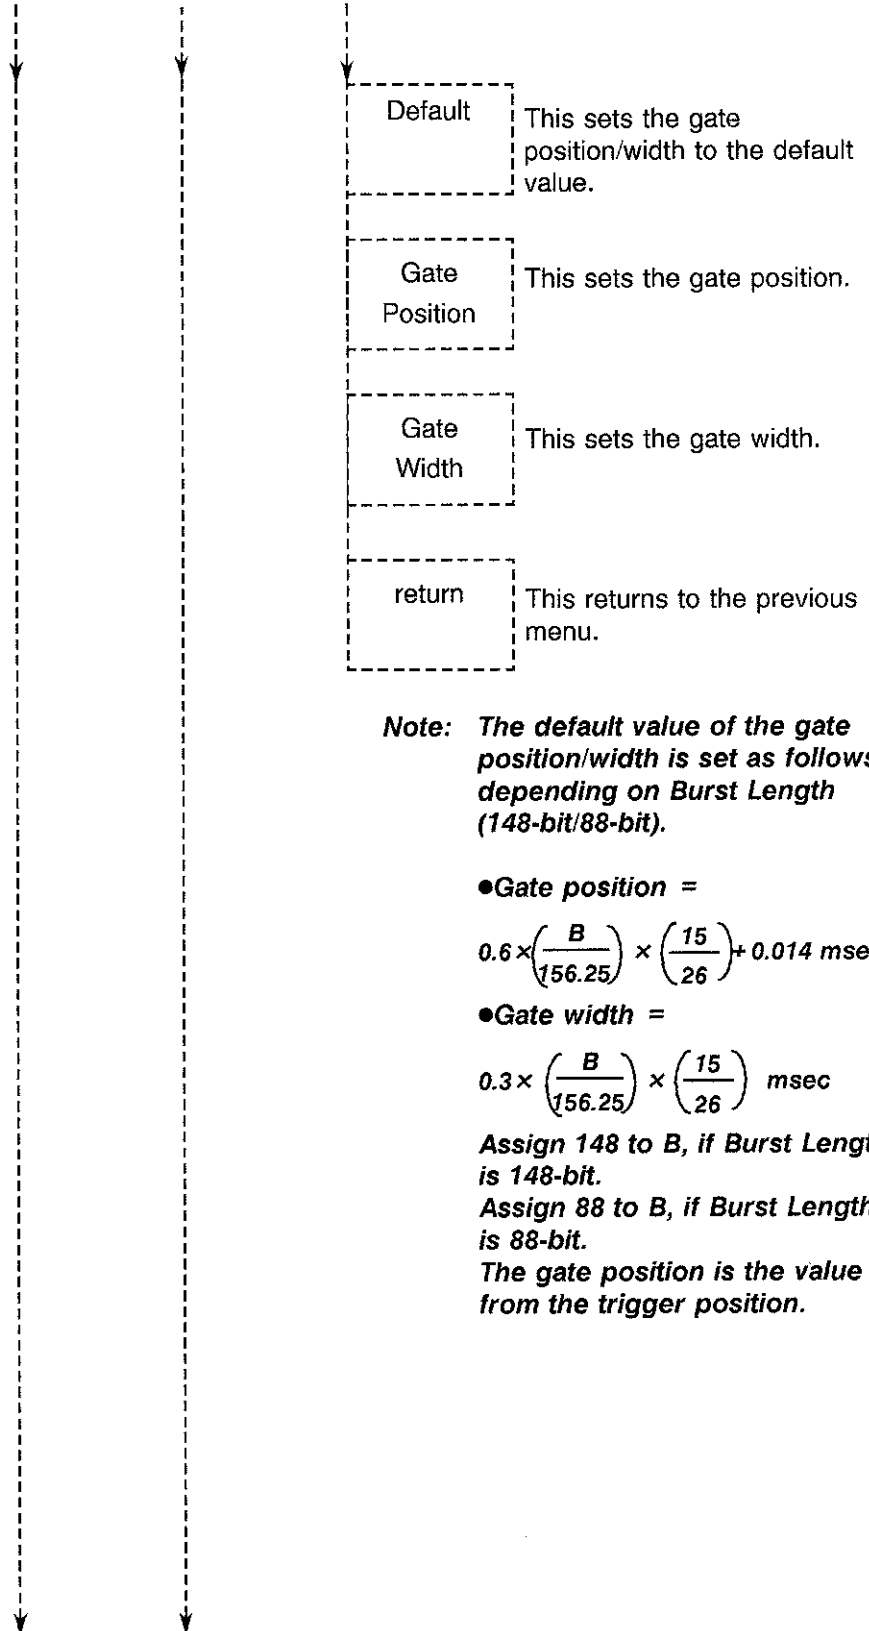 Default
This sets the gate
position/width to the default
value.
Gate
Position
This sets the gate position.
Gate
Width
This sets the gate width.
return
This returns to the previous
menu.
Note: The default value of the gate
position/width is set as follows
depending on Burst Length
(148-bit/88-bit).
●Gate position =
0.6 × (B/156.25) × (15/26) + 0.014 mse
●Gate width =
0.3 × (B/156.25) × (15/26) msec
Assign 148 to B, if Burst Lengt
is 148-bit.
Assign 88 to B, if Burst Length
is 88-bit.
The gate position is the value
from the trigger position.